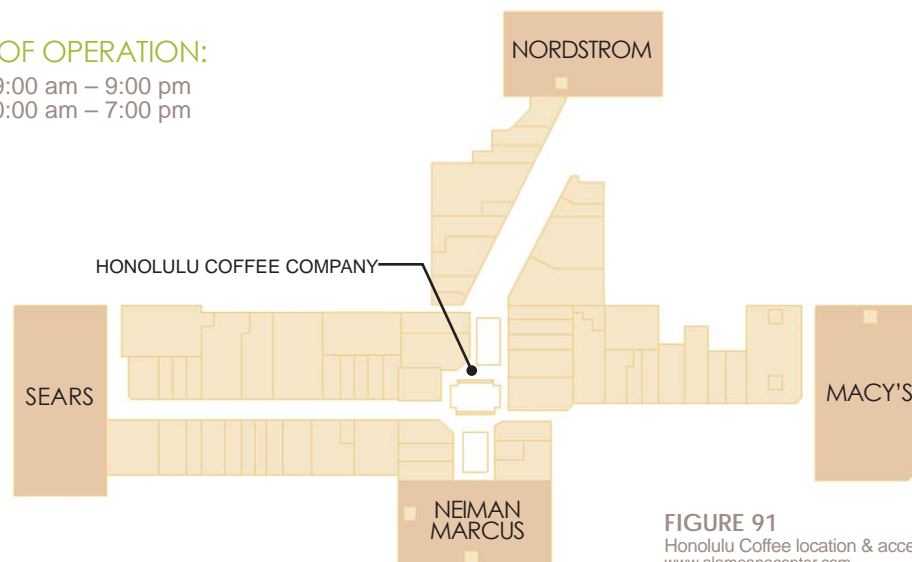 OF OPERATION:
9:00 am – 9:00 pm
0:00 am – 7:00 pm
NORDSTROM
HONOLULU COFFEE COMPANY
SEARS
MACY'S
NEIMAN
MARCUS
FIGURE 91
Honolulu Coffee location &